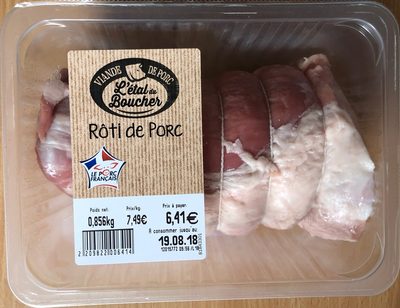 VIANDE DE PORC
L'étal du
Boucher
Rôti de Porc
LE PORC
FRANÇAIS
Poids net: Prix/kg: Prix à payer:
0,856kg 7,49€ 6,41€
A consommer jusqu'au
19.08.18